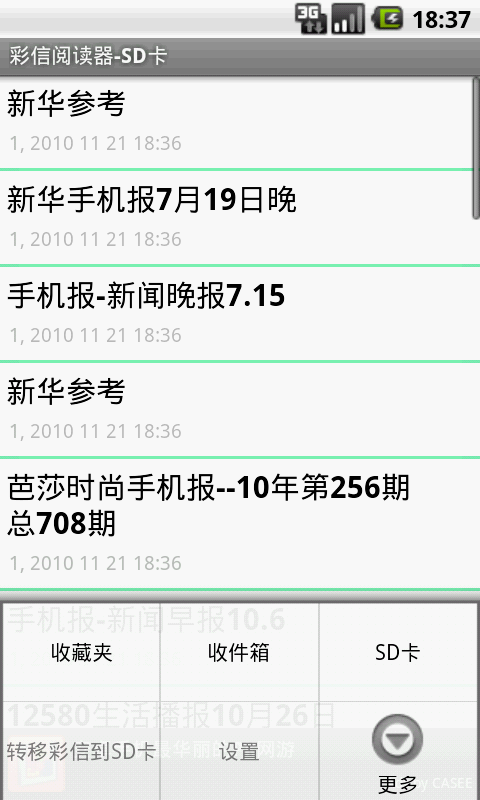 3G
18:37
彩信阅读器-SD卡
新华参考
1, 2010 11 21 18:36
新华手机报7月19日晚
1, 2010 11 21 18:36
手机报-新闻晚报7.15
1, 2010 11 21 18:36
新华参考
1, 2010 11 21 18:36
芭莎时尚手机报--10年第256期
总708期
1, 2010 11 21 18:36
手机报-新闻早报10.6
收藏夹
收件箱
SD卡
12580生活播报10月26日
转移彩信到SD卡
最华丽
网游
设置
更多
by CASEE